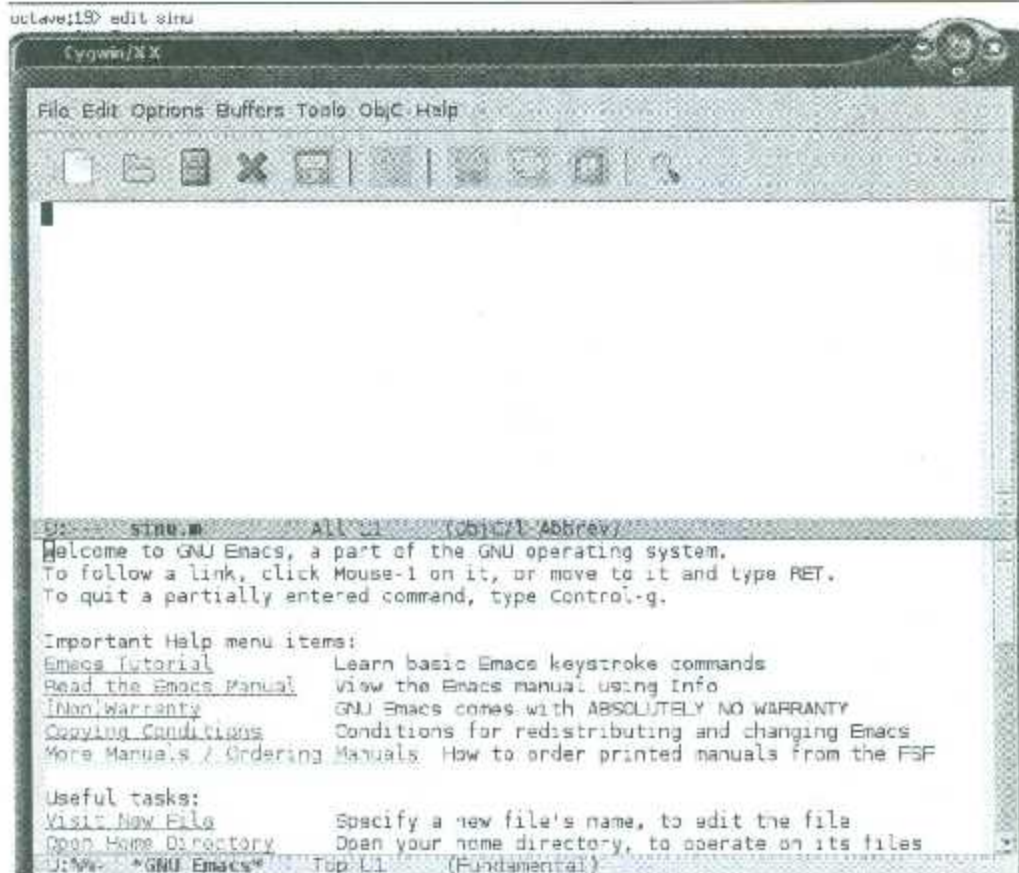 octave:19> edit sinu
Cygwin/X X
File Edit Options Buffers Tools ObjC Help
sinu.m All L1 (ObjC/l Abbrev)
Welcome to GNU Emacs, a part of the GNU operating system.
To follow a link, click Mouse-1 on it, or move to it and type RET.
To quit a partially entered command, type Control-g.
Important Help menu items:
Emacs Tutorial Learn basic Emacs keystroke commands
Read the Emacs Manual View the Emacs manual using Info
(Non)Warranty GNU Emacs comes with ABSOLUTELY NO WARRANTY
Copying Conditions Conditions for redistributing and changing Emacs
More Manuals / Ordering Manuals How to order printed manuals from the FSF
Useful tasks:
Visit New File Specify a new file's name, to edit the file
Open Home Directory Open your home directory, to operate on its files
U:%%- *GNU Emacs* Top L1 (Fundamental)